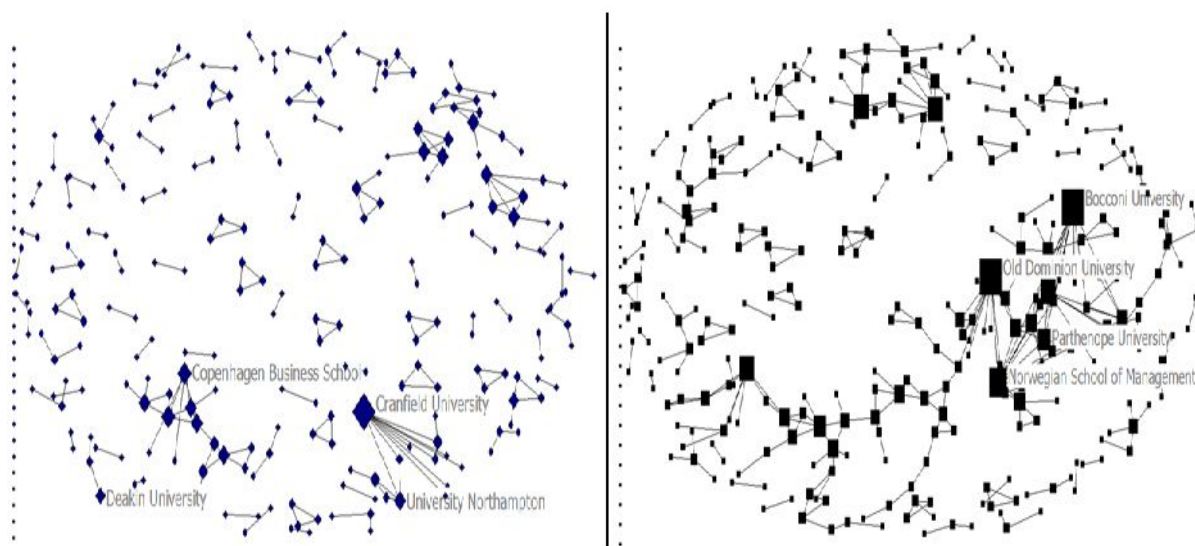 Copenhagen Business School
Cranfield University
Deakin University
University Northampton
Bocconi University
Old Dominion University
Parthenope University
Norwegian School of Management